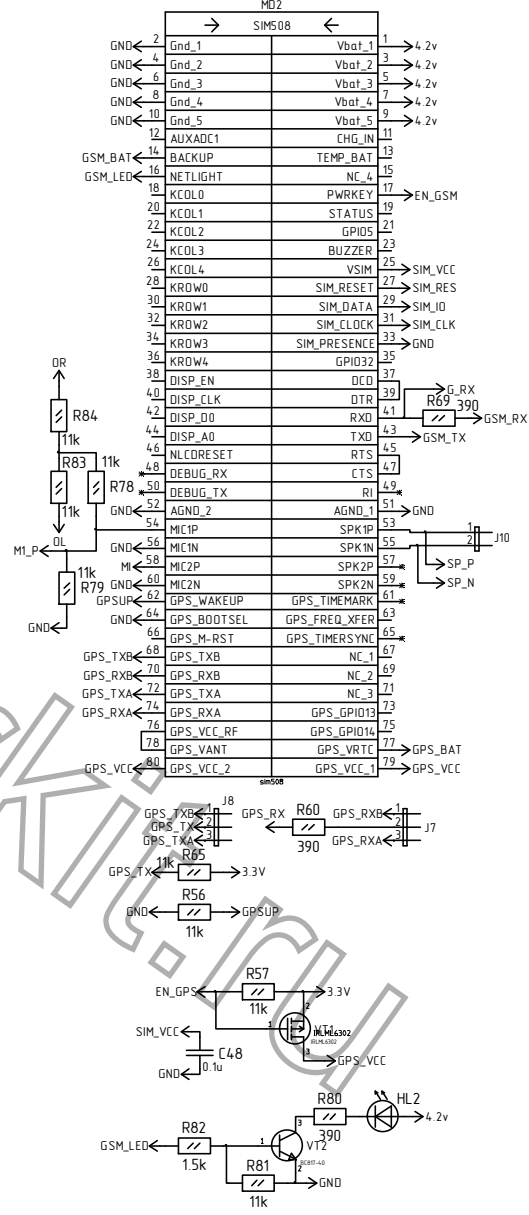 MD2
SIM508
GND 2 Gnd_1 Vbat_1 1 4.2v
GND 4 Gnd_2 Vbat_2 3 4.2v
GND 6 Gnd_3 Vbat_3 5 4.2v
GND 8 Gnd_4 Vbat_4 7 4.2v
GND 10 Gnd_5 Vbat_5 9 4.2v
12 AUXADC1 CHG_IN 11
GSM_BAT 14 BACKUP TEMP_BAT 13
GSM_LED 16 NETLIGHT NC_4 15
18 KCOL0 PWRKEY 17 EN_GSM
20 KCOL1 STATUS 19
22 KCOL2 GPIO5 21
24 KCOL3 BUZZER 23
26 KCOL4 VSIM 25 SIM_VCC
28 KROW0 SIM_RESET 27 SIM_RES
30 KROW1 SIM_DATA 29 SIM_IO
32 KROW2 SIM_CLOCK 31 SIM_CLK
34 KROW3 SIM_PRESENCE 33 GND
36 KROW4 GPIO32 35
38 DISP_EN DCD 37
40 DISP_CLK DTR 39
42 DISP_D0 RXD 41
44 DISP_A0 TXD 43 GSM_TX
46 NLCDRESET RTS 45
48 DEBUG_RX CTS 47
50 DEBUG_TX RI 49
GND 52 AGND_2 AGND_1 51 GND
54 MIC1P SPK1P 53
GND 56 MIC1N SPK1N 55
MI 58 MIC2P SPK2P 57
GND 60 MIC2N SPK2N 59
GPSUP 62 GPS_WAKEUP GPS_TIMEMARK 61
GND 64 GPS_BOOTSEL GPS_FREQ_XFER 63
66 GPS_M-RST GPS_TIMERSYNC 65
GPS_TXB 68 GPS_TXB NC_1 67
GPS_RXB 70 GPS_RXB NC_2 69
GPS_TXA 72 GPS_TXA NC_3 71
GPS_RXA 74 GPS_RXA GPS_GPIO13 73
76 GPS_VCC_RF GPS_GPIO14 75
78 GPS_VANT GPS_VRTC 77 GPS_BAT
GPS_VCC 80 GPS_VCC_2 GPS_VCC_1 79 GPS_VCC
sim508
OR
R84
11k
R83
11k
R78
11k
OL
M1_P
11k
R79
GND
G_RX
R69 390
GSM_RX
1
2
J10
SP_P
SP_N
J8
GPS_TXB 1
GPS_TX 2
GPS_TXA 3
GPS_RX R60
390
GPS_RXB 1
2
GPS_RXA 3
J7
R65
11k
GPS_TX 3.3V
R56
GND GPSUP
11k
R57
EN_GPS 3.3V
11k
2
1
VT1
IRLML6302
IRLML6302
3
GPS_VCC
SIM_VCC
C48
0.1u
GND
R80
390
HL2
4.2v
3
R82
GSM_LED 1
1.5k
VT2
BC817-40
2
R81
GND
11k
kit.ru